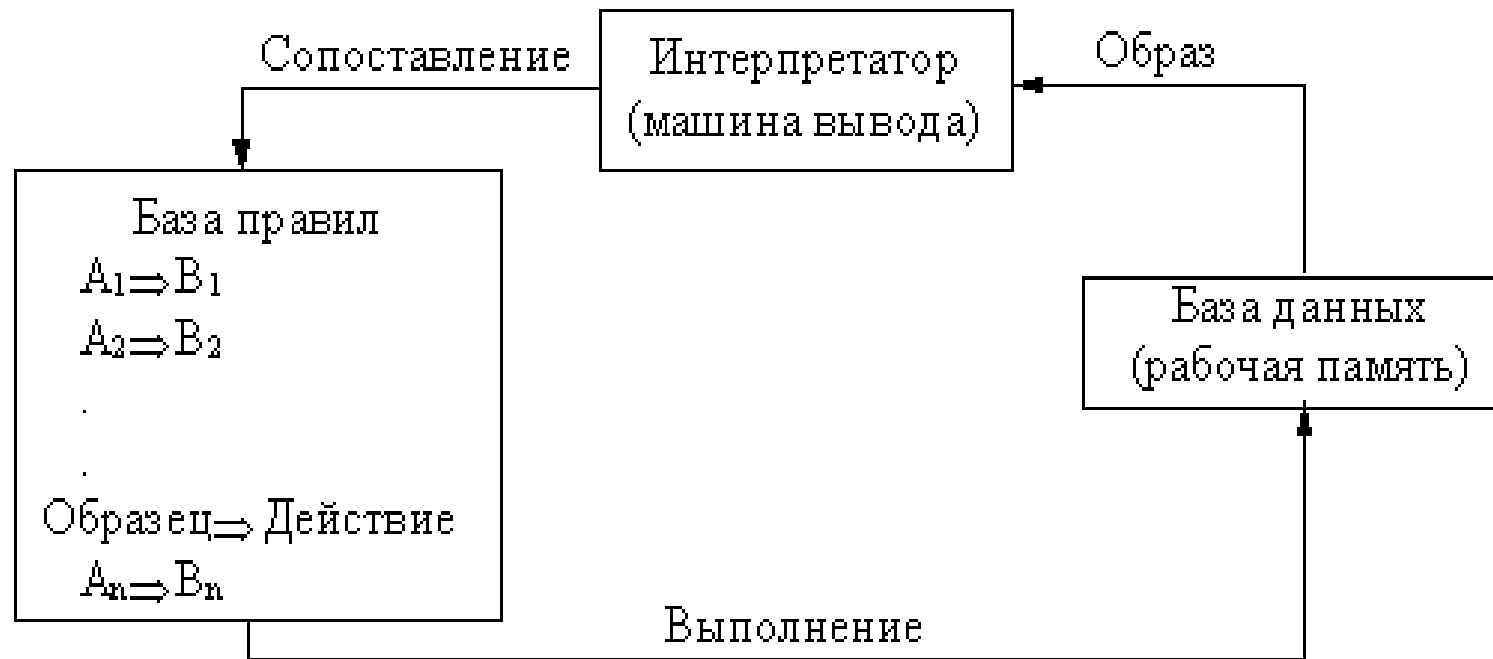 Сопоставление
Интерпретатор
(машина вывода)
Образ
База правил
A1⇒B1
A2⇒B2
.
.
Образец⇒ Действие
An⇒Bn
База данных
(рабочая память)
Выполнение